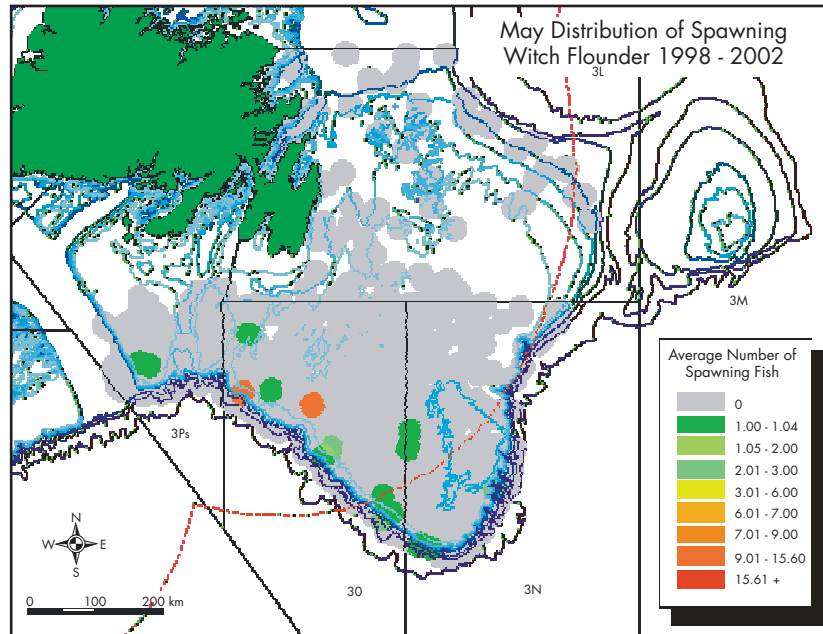 May Distribution of Spawning
Witch Flounder 1998 - 2002
3L
3M
Average Number of
Spawning Fish
0
1.00 - 1.04
1.05 - 2.00
2.01 - 3.00
3.01 - 6.00
6.01 - 7.00
7.01 - 9.00
9.01 - 15.60
15.61 +
3Ps
N
W E
S
0 100 200 km
30
3N